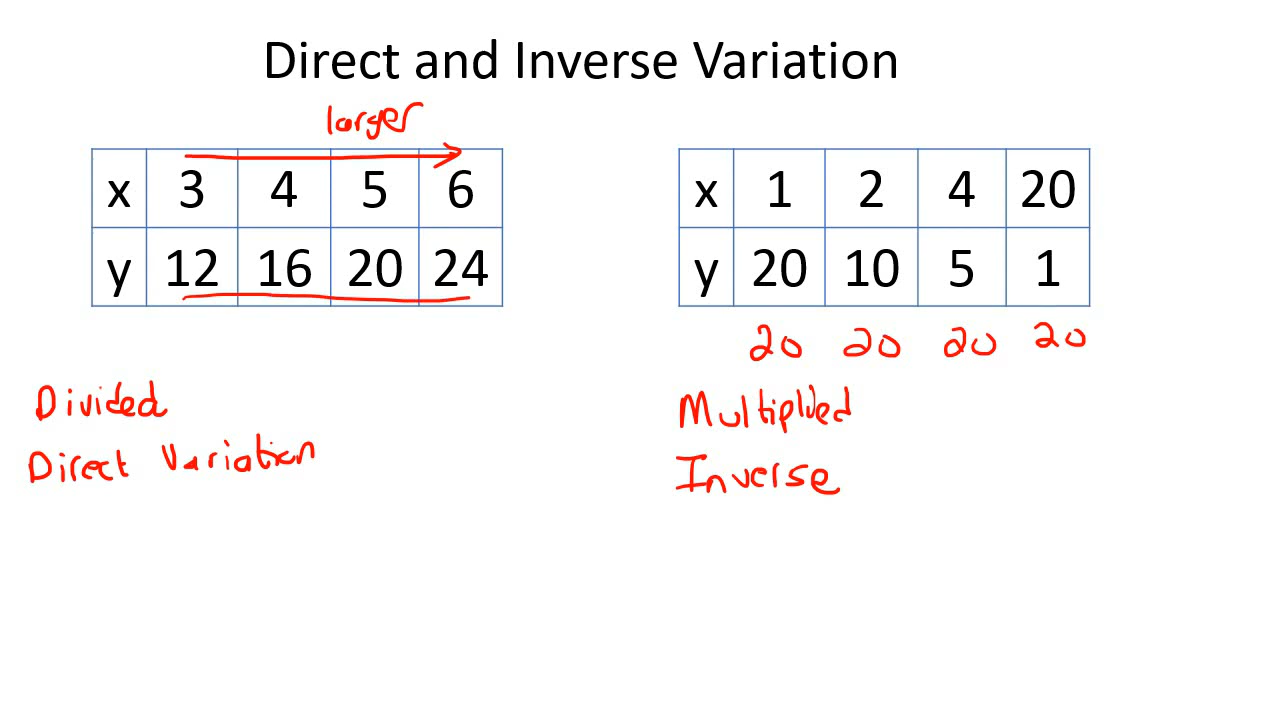 Direct and Inverse Variation
larger
x 3 4 5 6
y 12 16 20 24
Divided
Direct Variation
x 1 2 4 20
y 20 10 5 1
20 20 20 20
Multiplied
Inverse